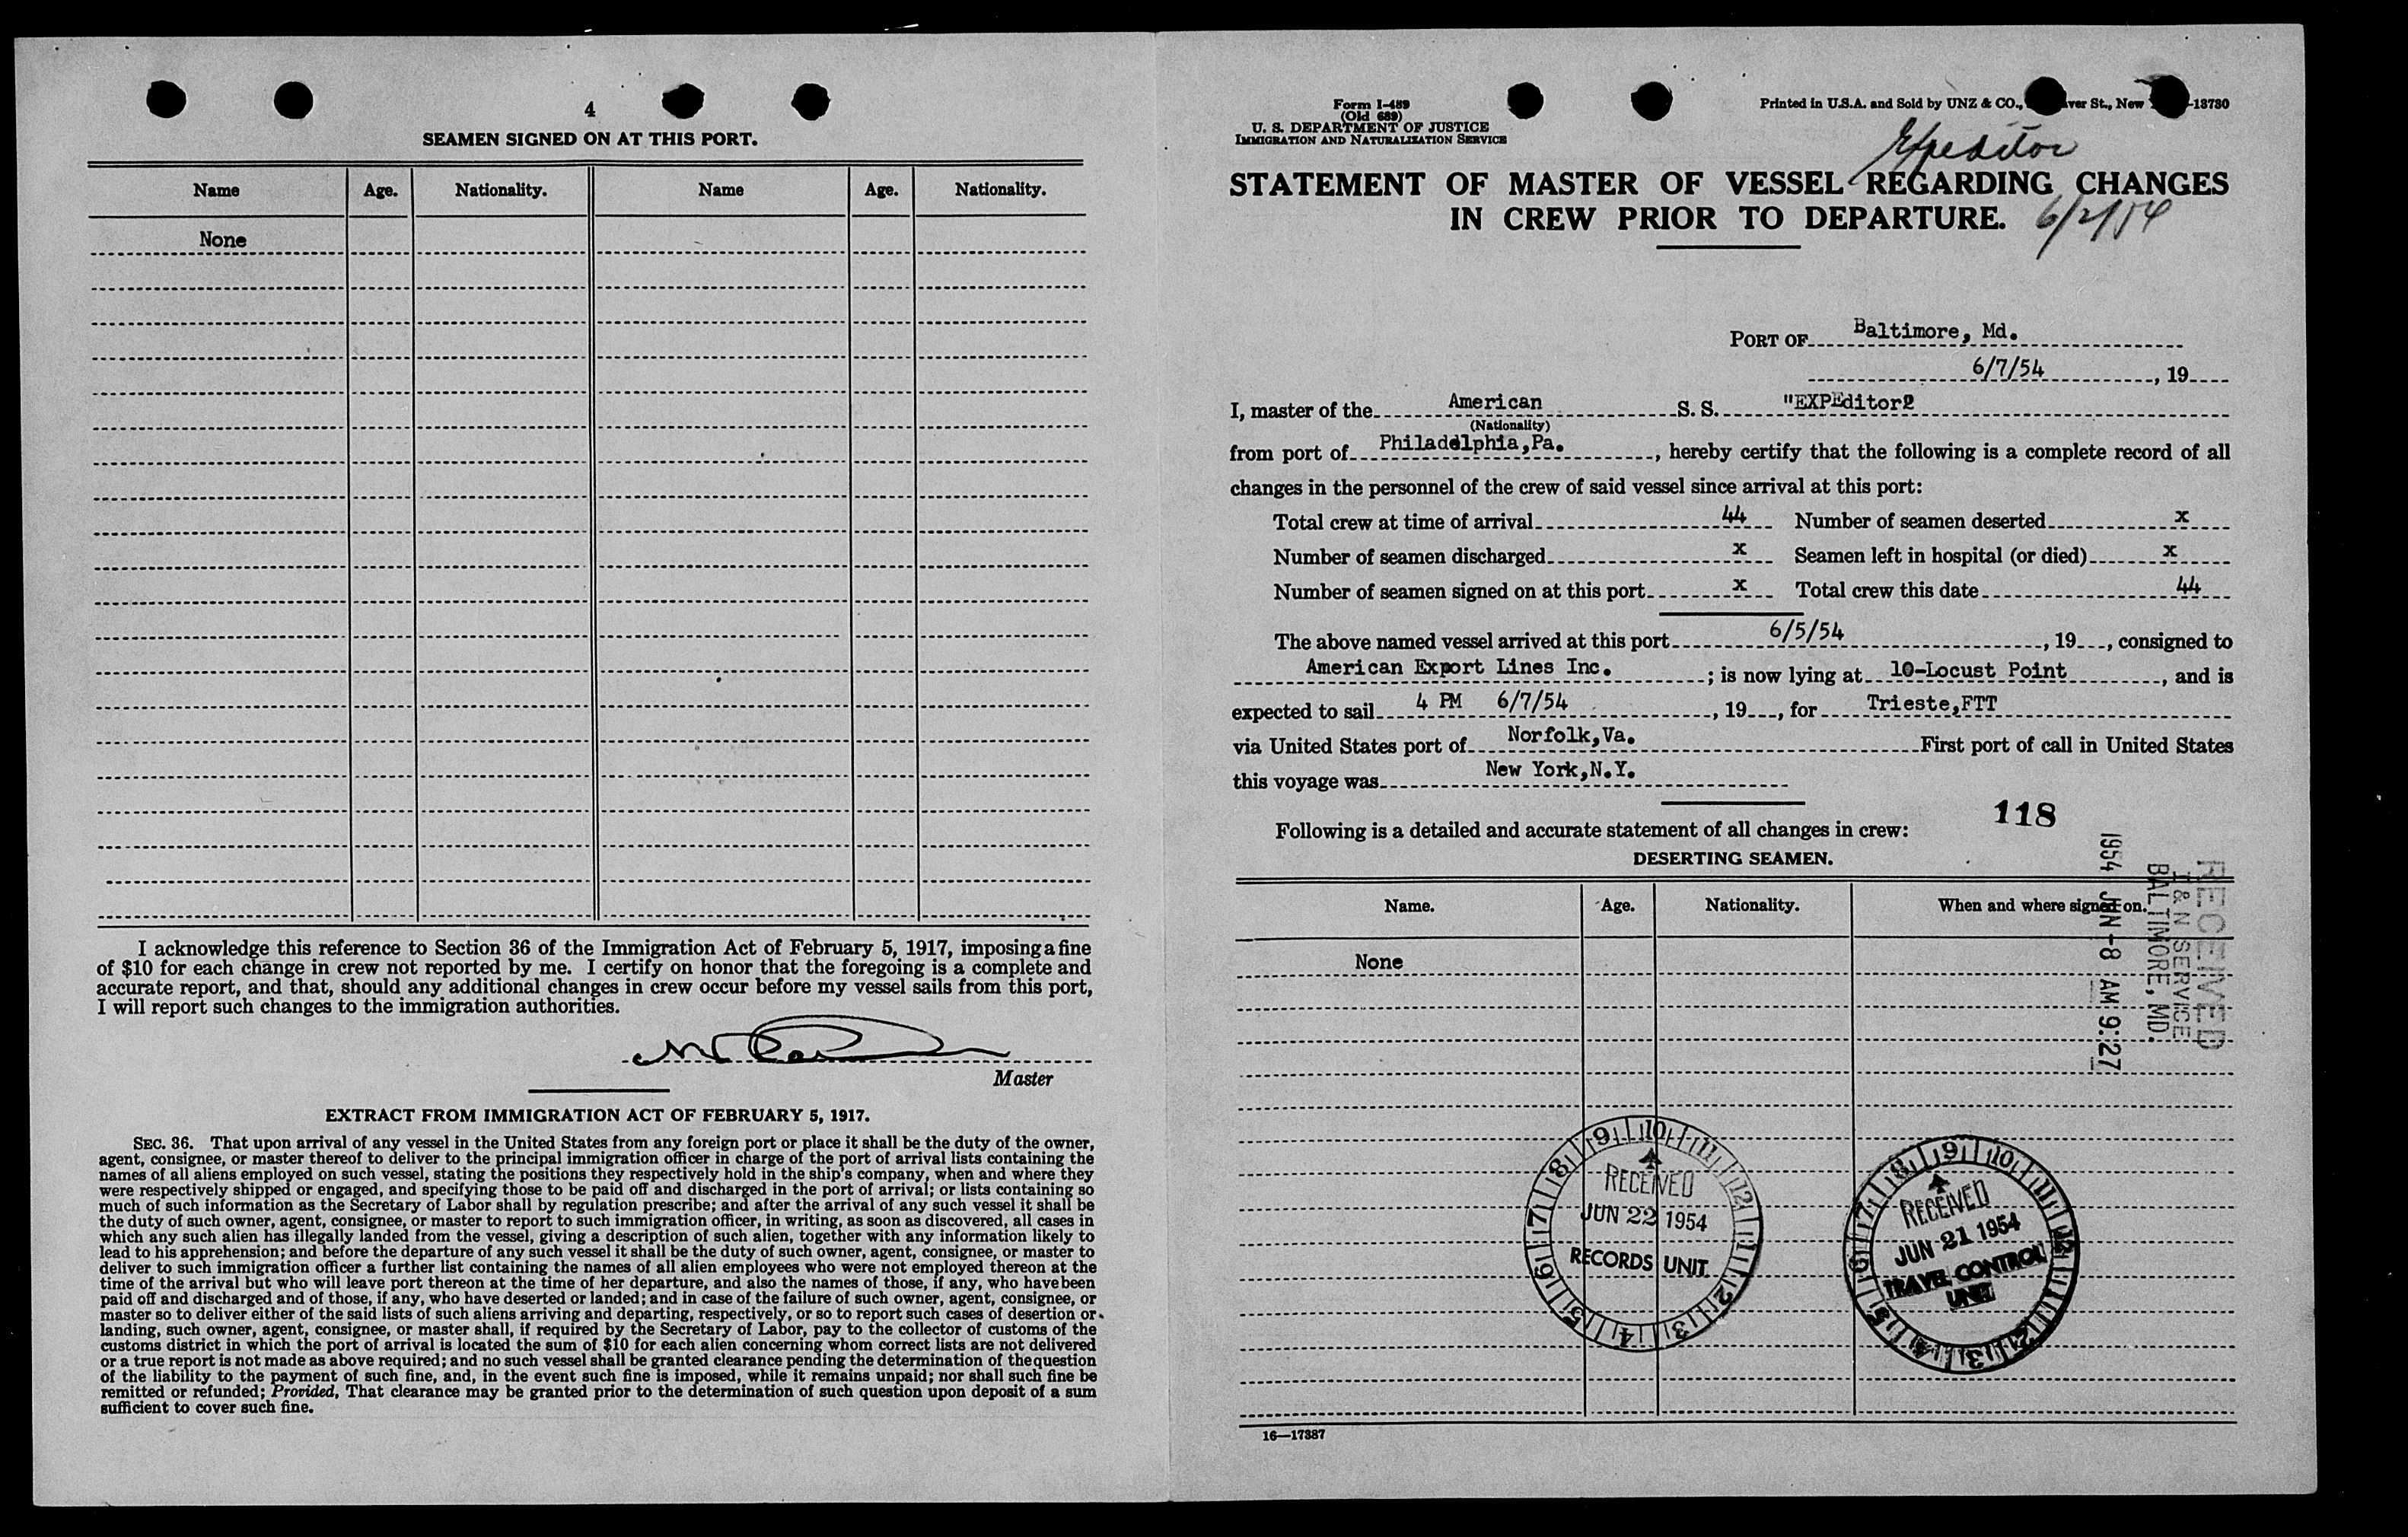 4
SEAMEN SIGNED ON AT THIS PORT.
Name Age. Nationality. Name Age. Nationality.
None
I acknowledge this reference to Section 36 of the Immigration Act of February 5, 1917, imposing a fine
of $10 for each change in crew not reported by me. I certify on honor that the foregoing is a complete and
accurate report, and that, should any additional changes in crew occur before my vessel sails from this port,
I will report such changes to the immigration authorities.
Master
EXTRACT FROM IMMIGRATION ACT OF FEBRUARY 5, 1917.
SEC. 36. That upon arrival of any vessel in the United States from any foreign port or place it shall be the duty of the owner,
agent, consignee, or master thereof to deliver to the principal immigration officer in charge of the port of arrival lists containing the
names of all aliens employed on such vessel, stating the positions they respectively hold in the ship's company, when and where they
were respectively shipped or engaged, and specifying those to be paid off and discharged in the port of arrival; or lists containing so
much of such information as the Secretary of Labor shall by regulation prescribe; and after the arrival of any such vessel it shall be
the duty of such owner, agent, consignee, or master to report to such immigration officer, in writing, as soon as discovered, all cases in
which any such alien has illegally landed from the vessel, giving a description of such alien, together with any information likely to
lead to his apprehension; and before the departure of any such vessel it shall be the duty of such owner, agent, consignee, or master to
deliver to such immigration officer a further list containing the names of all alien employees who were not employed thereon at the
time of the arrival but who will leave port thereon at the time of her departure, and also the names of those, if any, who have been
paid off and discharged and of those, if any, who have deserted or landed; and in case of the failure of such owner, agent, consignee, or
master so to deliver either of the said lists of such aliens arriving and departing, respectively, or so to report such cases of desertion or
landing, such owner, agent, consignee, or master shall, if required by the Secretary of Labor, pay to the collector of customs of the
customs district in which the port of arrival is located the sum of $10 for each alien concerning whom correct lists are not delivered
or a true report is not made as above required; and no such vessel shall be granted clearance pending the determination of the question
of the liability to the payment of such fine, and, in the event such fine is imposed, while it remains unpaid; nor shall such fine be
remitted or refunded; Provided, That clearance may be granted prior to the determination of such question upon deposit of a sum
sufficient to cover such fine.
Form I-489
(Old 689)
U. S. DEPARTMENT OF JUSTICE
IMMIGRATION AND NATURALIZATION SERVICE
Printed in U.S.A. and Sold by UNZ & CO., ver St., New -18730
Expeditor
STATEMENT OF MASTER OF VESSEL REGARDING CHANGES
IN CREW PRIOR TO DEPARTURE. 6/2/54
PORT OF Baltimore, Md.
6/7/54, 19
I, master of the American S. S. "EXPEditor2
(Nationality)
from port of Philadelphia,Pa., hereby certify that the following is a complete record of all
changes in the personnel of the crew of said vessel since arrival at this port:
Total crew at time of arrival 44 Number of seamen deserted x
Number of seamen discharged x Seamen left in hospital (or died) x
Number of seamen signed on at this port x Total crew this date 44
The above named vessel arrived at this port 6/5/54, 19, consigned to
American Export Lines Inc.; is now lying at 10-Locust Point, and is
expected to sail 4 PM 6/7/54, 19, for Trieste,FTT
via United States port of Norfolk,Va. First port of call in United States
this voyage was New York,N.Y.
118
Following is a detailed and accurate statement of all changes in crew:
DESERTING SEAMEN.
Name. Age. Nationality. When and where signed on.
None
RECEIVED
I & N SERVICE
BALTIMORE, MD.
1954 JUN -8 AM 9:27
9 10 11 12 1 2 3 4 5 6 7 8
RECEIVED
JUN 22 1954
RECORDS UNIT
9 10 11 12 1 2 3 4 5 6 7 8
RECEIVED
JUN 21 1954
TRAVEL CONTROL
UNIT
16—17387